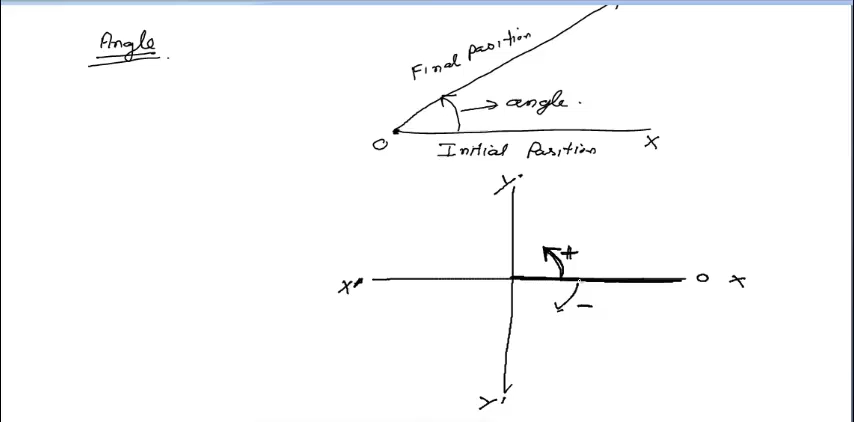 Angle.
Final Position
→ angle.
O
Initial Position
X
Y
+
X'
O
X
-
Y'